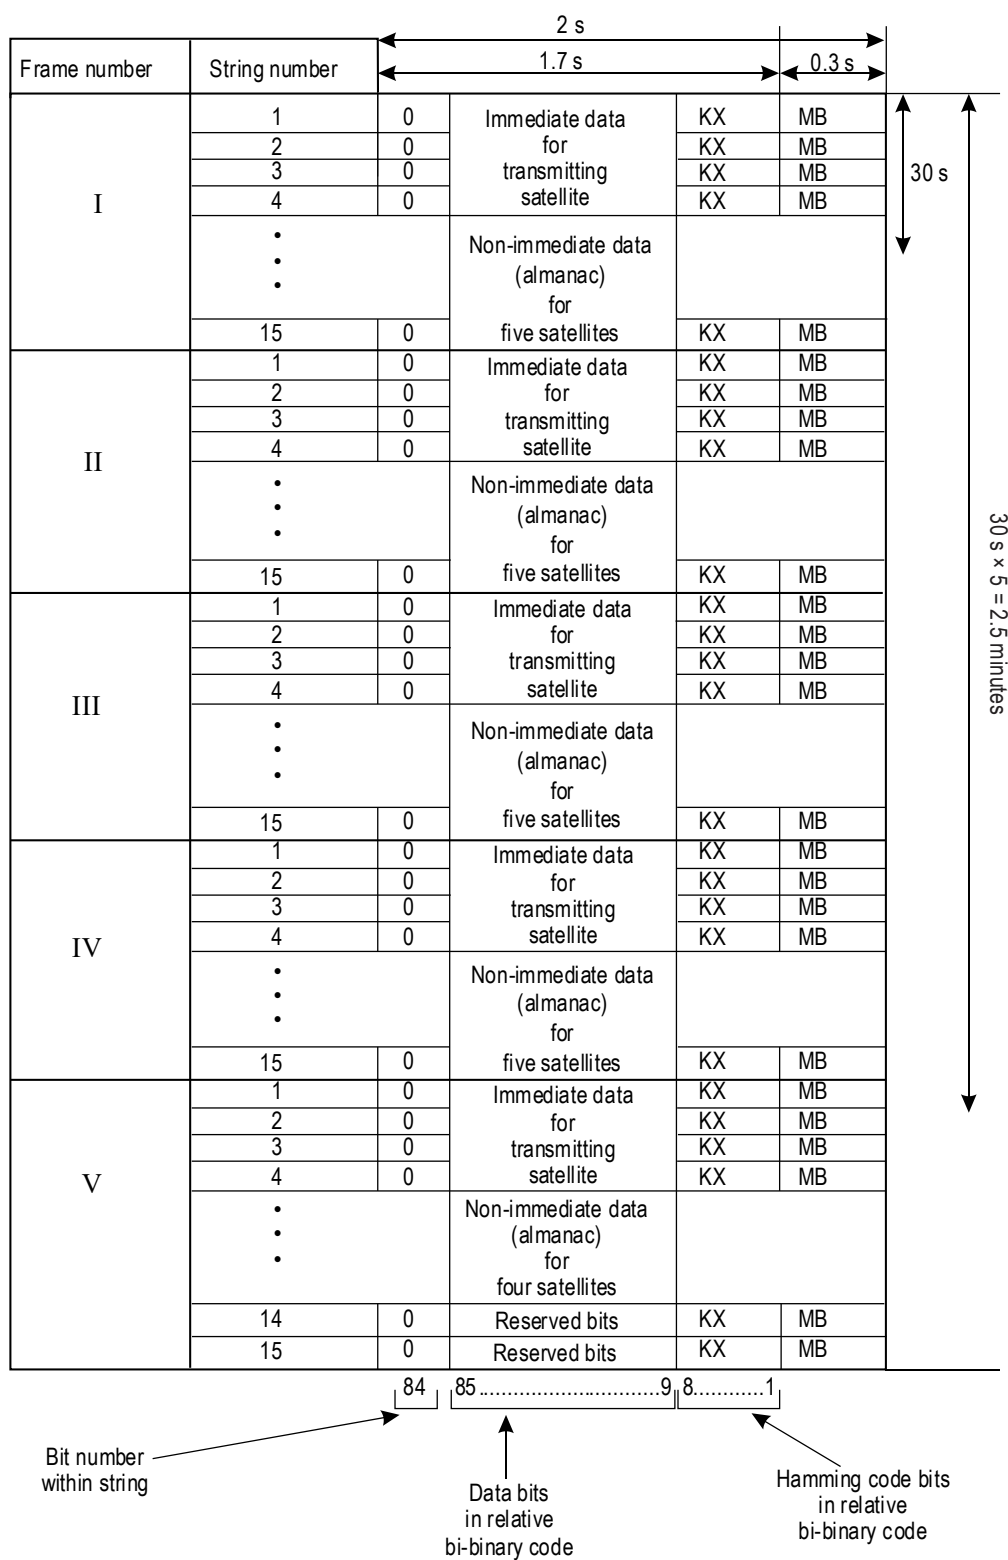 2 s
Frame number String number 1.7 s 0.3 s
I
1 0 Immediate data KX MB
2 0 for KX MB
3 0 transmitting KX MB
4 0 satellite KX MB
30 s
Non-immediate data
(almanac)
for
15 0 five satellites KX MB
II
1 0 Immediate data KX MB
2 0 for KX MB
3 0 transmitting KX MB
4 0 satellite KX MB
Non-immediate data
(almanac)
for
15 0 five satellites KX MB
30 s × 5 = 2.5 minutes
III
1 0 Immediate data KX MB
2 0 for KX MB
3 0 transmitting KX MB
4 0 satellite KX MB
Non-immediate data
(almanac)
for
15 0 five satellites KX MB
IV
1 0 Immediate data KX MB
2 0 for KX MB
3 0 transmitting KX MB
4 0 satellite KX MB
Non-immediate data
(almanac)
for
15 0 five satellites KX MB
V
1 0 Immediate data KX MB
2 0 for KX MB
3 0 transmitting KX MB
4 0 satellite KX MB
Non-immediate data
(almanac)
for
four satellites
14 0 Reserved bits KX MB
15 0 Reserved bits KX MB
84 85..................................9 8............1
Bit number
within string
Data bits
in relative
bi-binary code
Hamming code bits
in relative
bi-binary code